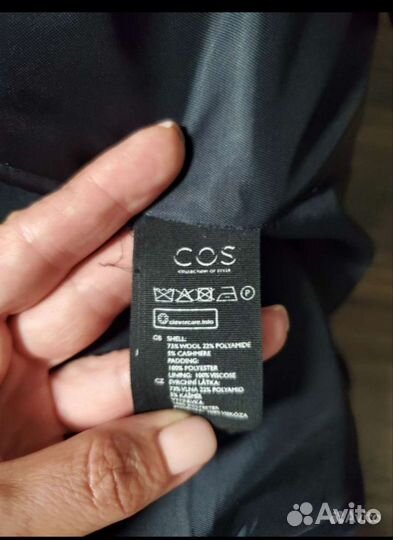 COS
COLLECTION OF STYLE
P
clevercare.info
GB SHELL:
73% WOOL 22% POLYAMIDE
5% CASHMERE
PADDING:
100% POLYESTER
LINING: 100% VISCOSE
CZ SVRCHNÍ LÁTKA:
73% VLNA 22% POLYAMID
5% KAŠMÍR
VÝPLŇKA:
Avito